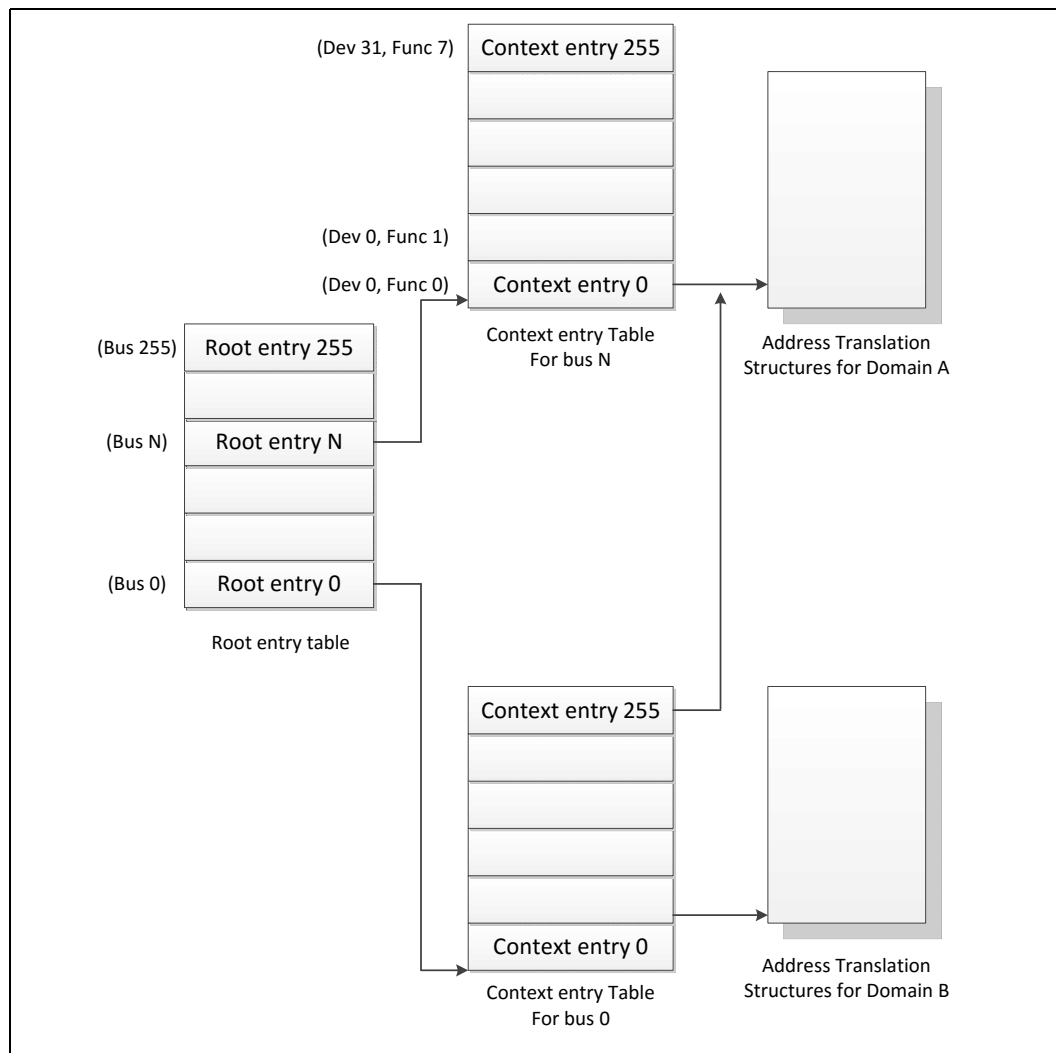 (Dev 31, Func 7)
Context entry 255
(Dev 0, Func 1)
(Dev 0, Func 0)
Context entry 0
Context entry Table
For bus N
Address Translation
Structures for Domain A
(Bus 255)
Root entry 255
(Bus N)
Root entry N
(Bus 0)
Root entry 0
Root entry table
Context entry 255
Context entry 0
Context entry Table
For bus 0
Address Translation
Structures for Domain B